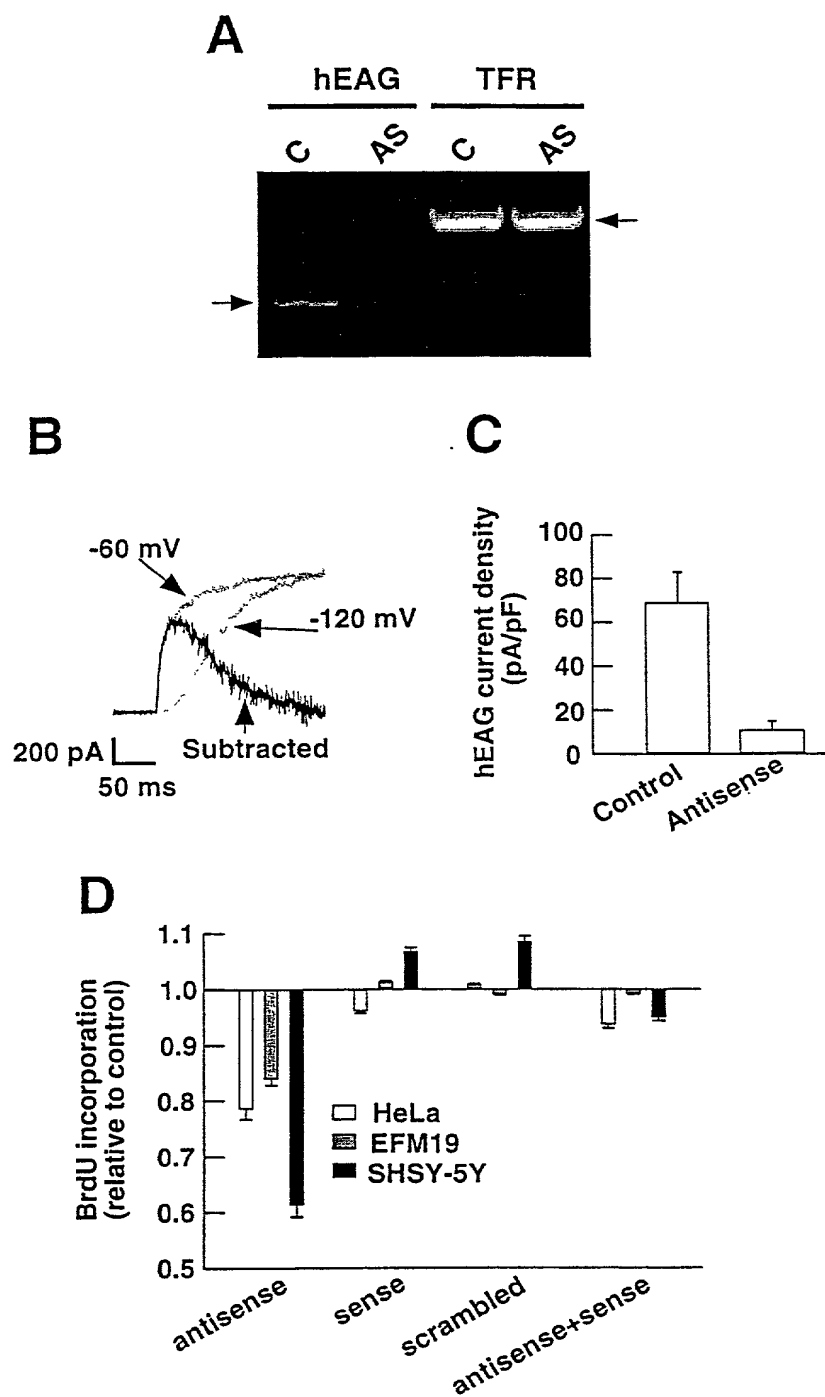 A
hEAG TFR
C AS C AS
B
-60 mV
-120 mV
Subtracted
200 pA
50 ms
C
hEAG current density
(pA/pF)
100
80
60
40
20
0
Control
Antisense
D
BrdU incorporation
(relative to control)
1.1
1.0
0.9
0.8
0.7
0.6
0.5
HeLa
EFM19
SHSY-5Y
antisense
sense
scrambled
antisense+sense